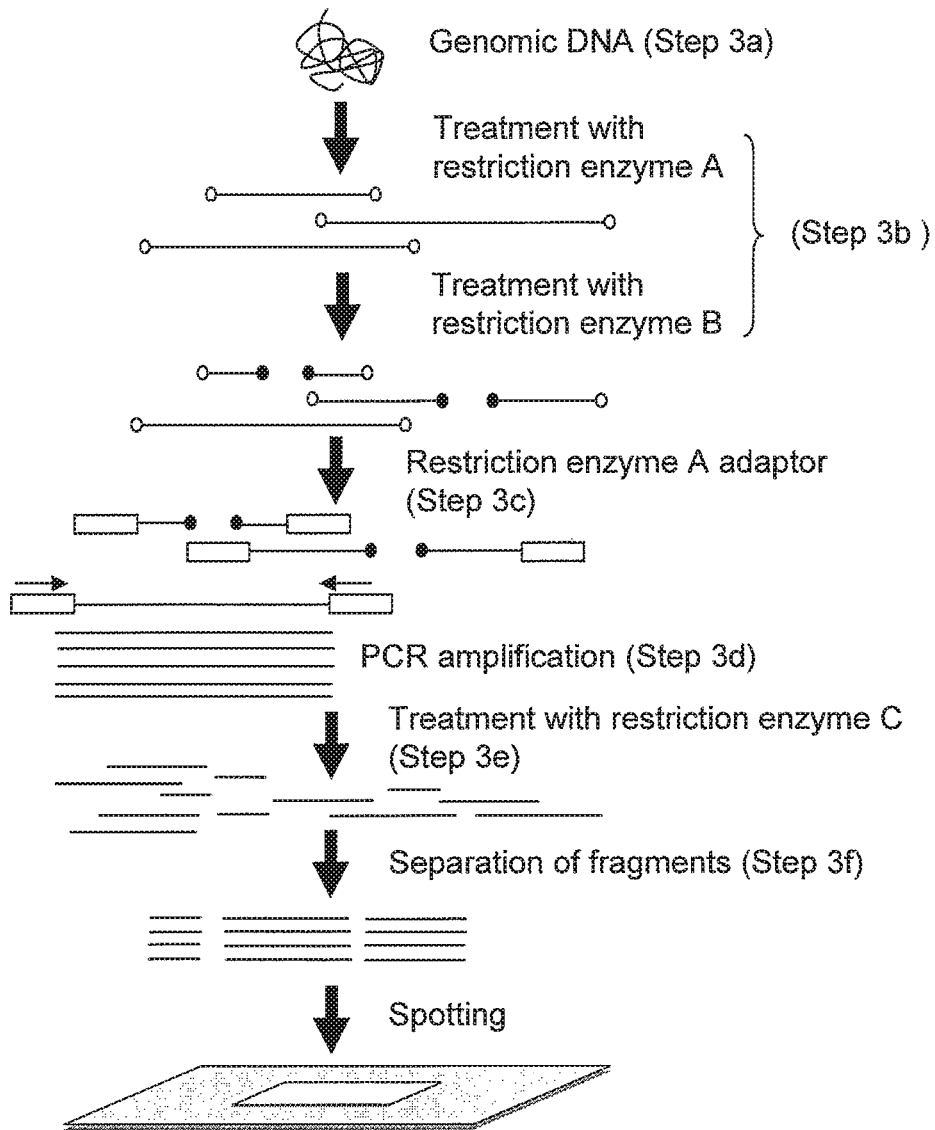 Genomic DNA (Step 3a)
Treatment with
restriction enzyme A
(Step 3b )
Treatment with
restriction enzyme B
Restriction enzyme A adaptor
(Step 3c)
PCR amplification (Step 3d)
Treatment with restriction enzyme C
(Step 3e)
Separation of fragments (Step 3f)
Spotting